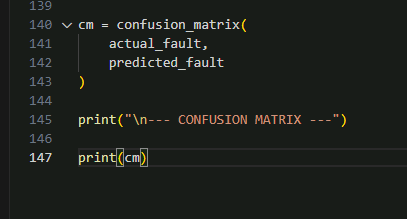 139
140 cm = confusion_matrix(
141     actual_fault,
142     predicted_fault
143 )
144
145 print("\n--- CONFUSION MATRIX ---")
146
147 print(cm)